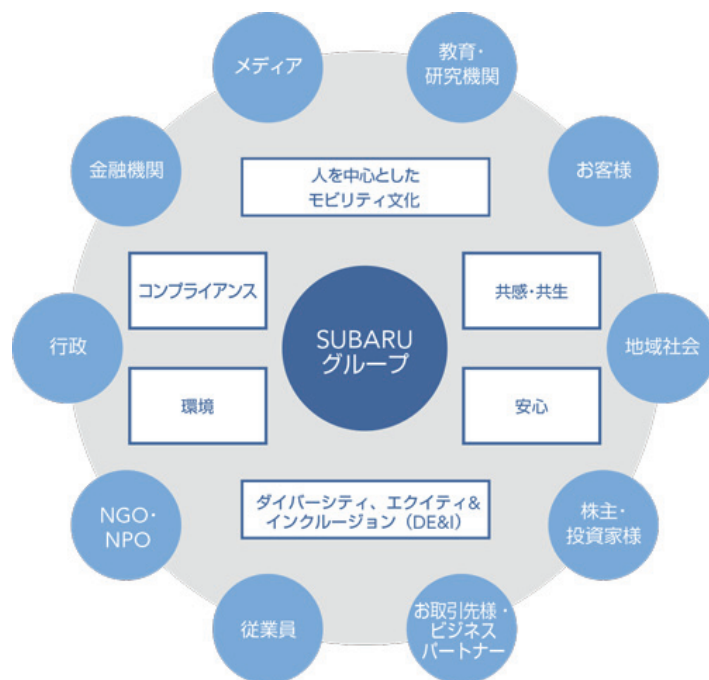 メディア
教育・
研究機関
金融機関
お客様
人を中心とした
モビリティ文化
コンプライアンス
共感・共生
行政
SUBARU
グループ
地域社会
環境
安心
NGO・
NPO
ダイバーシティ、エクイティ&
インクルージョン（DE&I）
株主・
投資家様
従業員
お取引先様・
ビジネス
パートナー